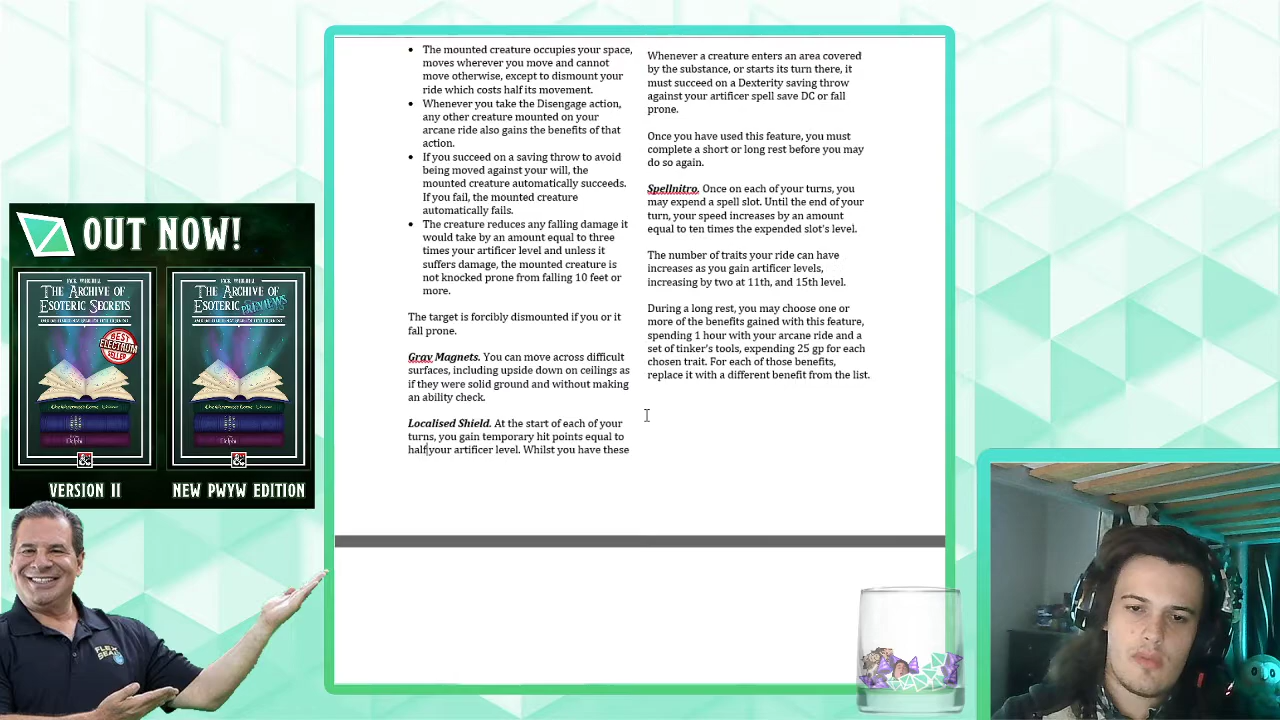 The mounted creature occupies your space,
moves wherever you move and cannot
move otherwise, except to dismount your
ride which costs half its movement.
Whenever you take the Disengage action,
any other creature mounted on your
arcane ride also gains the benefits of that
action.
If you succeed on a saving throw to avoid
being moved against your will, the
mounted creature automatically succeeds.
If you fail, the mounted creature
automatically fails.
The creature reduces any falling damage it
would take by an amount equal to three
times your artificer level and unless it
suffers damage, the mounted creature is
not knocked prone from falling 10 feet or
more.
The target is forcibly dismounted if you or it
fall prone.
Grav Magnets. You can move across difficult
surfaces, including upside down on ceilings as
if they were solid ground and without making
an ability check.
Localised Shield. At the start of each of your
turns, you gain temporary hit points equal to
half your artificer level. Whilst you have these
Whenever a creature enters an area covered
by the substance, or starts its turn there, it
must succeed on a Dexterity saving throw
against your artificer spell save DC or fall
prone.
Once you have used this feature, you must
complete a short or long rest before you may
do so again.
Spellnitro. Once on each of your turns, you
may expend a spell slot. Until the end of your
turn, your speed increases by an amount
equal to ten times the expended slot's level.
The number of traits your ride can have
increases as you gain artificer levels,
increasing by two at 11th, and 15th level.
During a long rest, you may choose one or
more of the benefits gained with this feature,
spending 1 hour with your arcane ride and a
set of tinker's tools, expending 25 gp for each
chosen trait. For each of those benefits,
replace it with a different benefit from the list.
OUT NOW!
THE ARCHIVE OF
ESOTERIC SECRETS
BEST
ELECTRUM
SELLER
VERSION II
THE ARCHIVE OF
ESOTERIC PREVIEWS
NEW PWYW EDITION
FLEX
SEAL